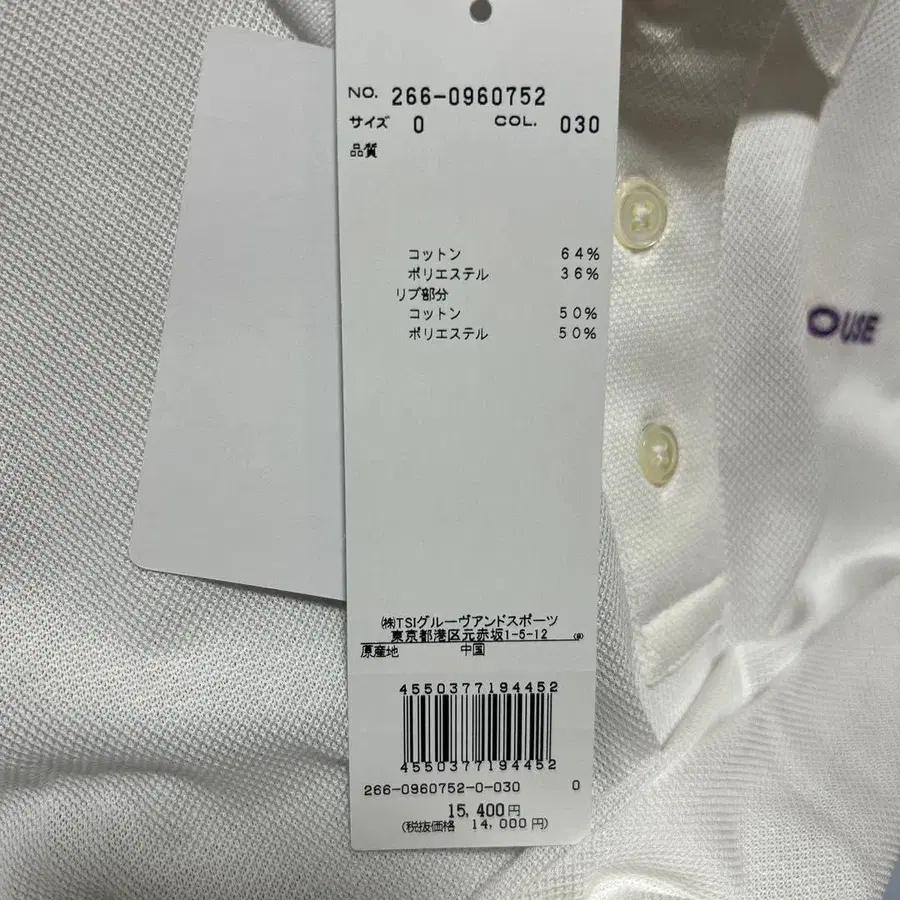 NO. 266-0960752
サイズ 0 COL. 030
品質
コットン 64%
ポリエステル 36%
リブ部分
コットン 50%
ポリエステル 50%
OUSE
㈱TSIグルーヴアンドスポーツ
東京都港区元赤坂1-5-12
原産地 中国
4550377194452
4550377194452
266-0960752-0-030 0
15,400円
(税抜価格 14,000円)